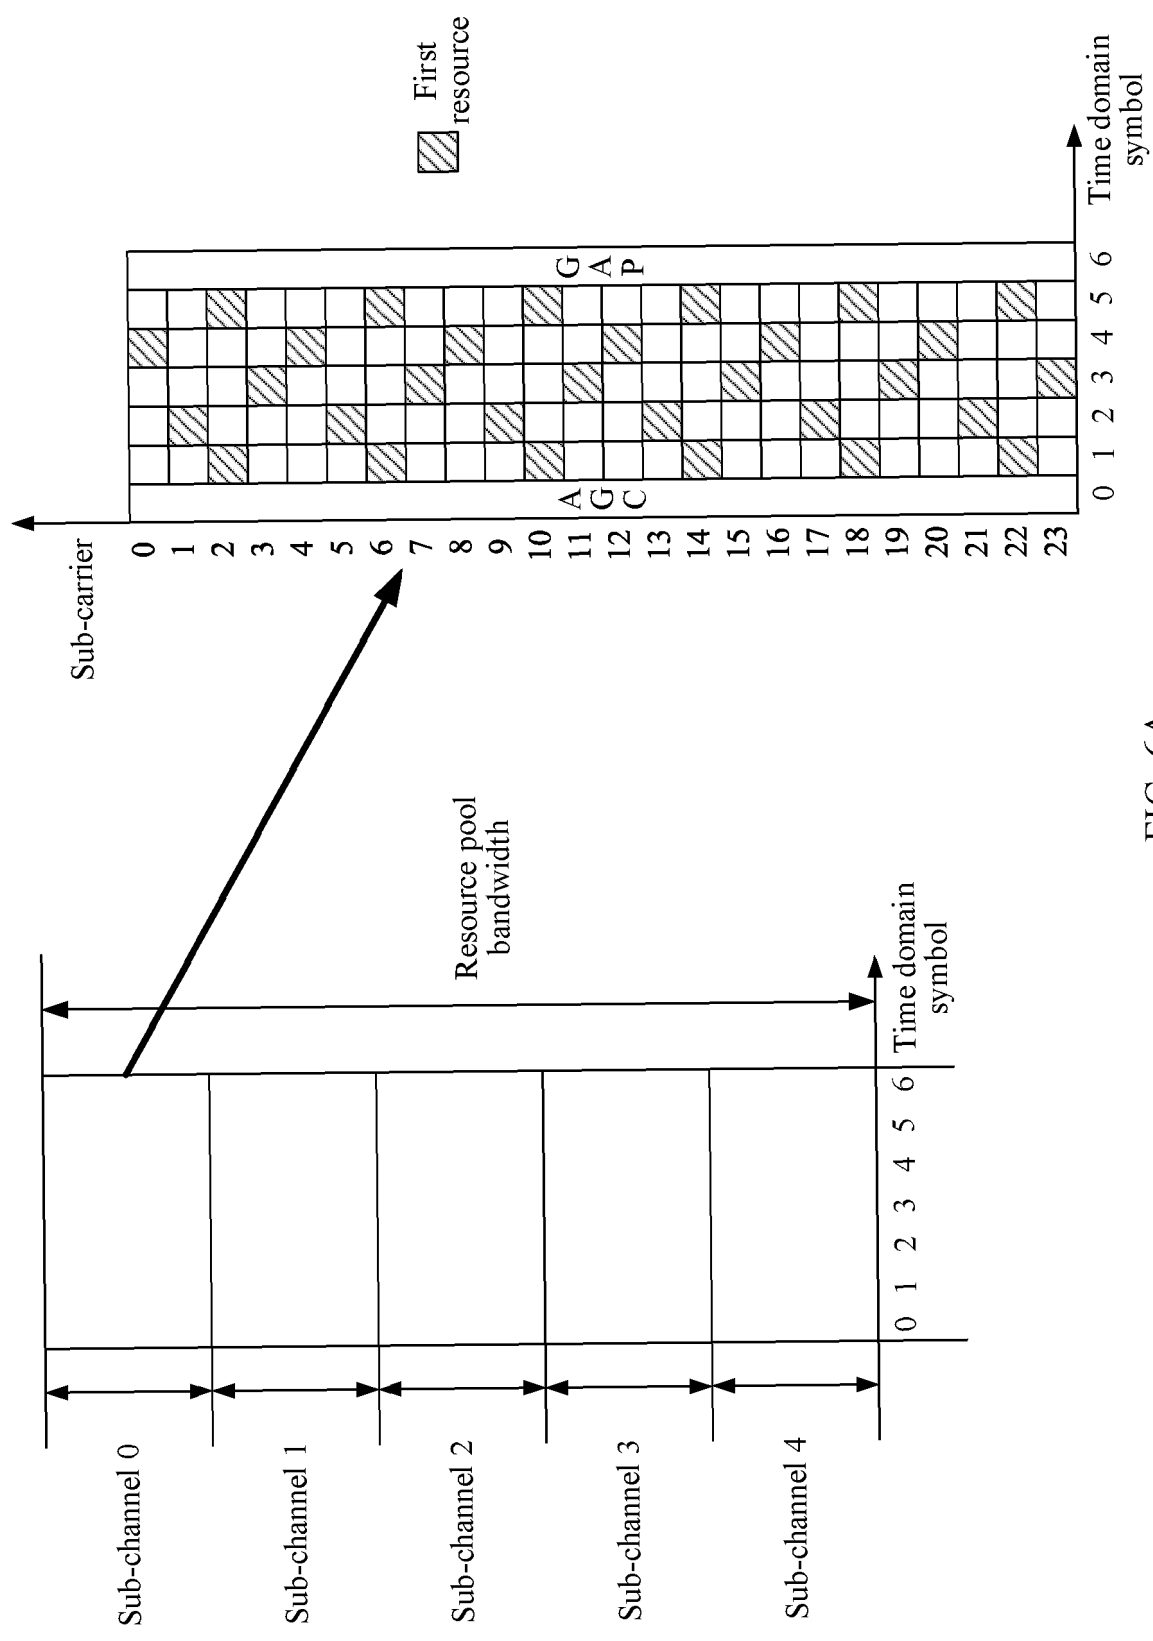 Sub-channel 0
Sub-channel 1
Sub-channel 2
Sub-channel 3
Sub-channel 4
0 1 2 3 4 5 6
Time domain
symbol
Resource pool
bandwidth
Sub-carrier
0
1
2
3
4
5
6
7
8
9
10
11
12
13
14
15
16
17
18
19
20
21
22
23
AGC
GAP
0 1 2 3 4 5 6
Time domain
symbol
First
resource
FIG. 6A